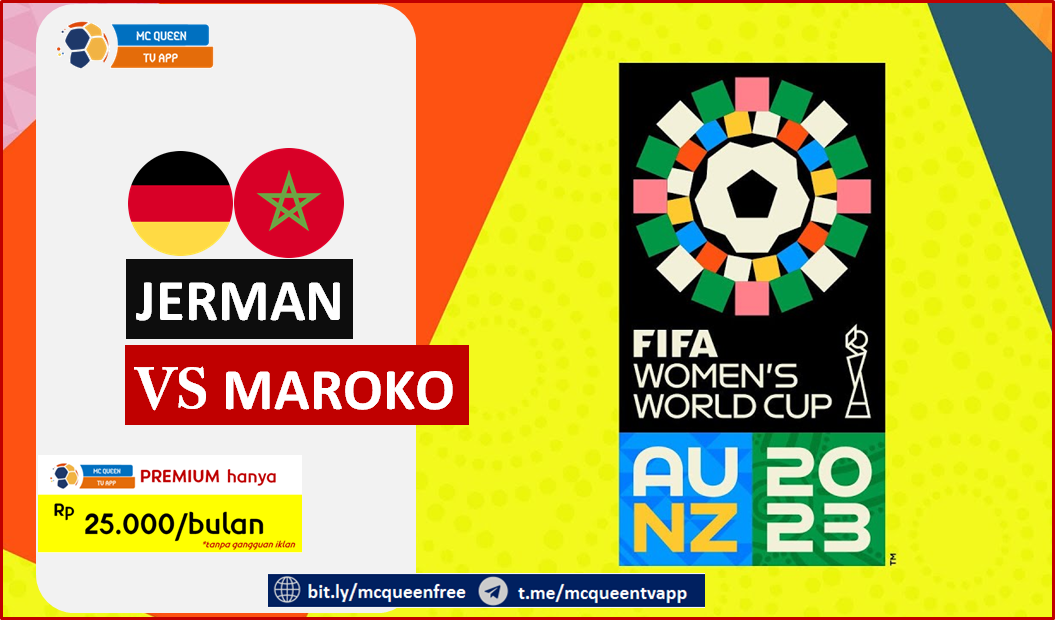 MC QUEEN
TV APP
JERMAN
VS MAROKO
MC QUEEN
TV APP
PREMIUM hanya
Rp 25.000/bulan
*tanpa gangguan iklan
FIFA
WOMEN'S
WORLD CUP
AU 20
NZ 23
TM
bit.ly/mcqueenfree t.me/mcqueentvapp